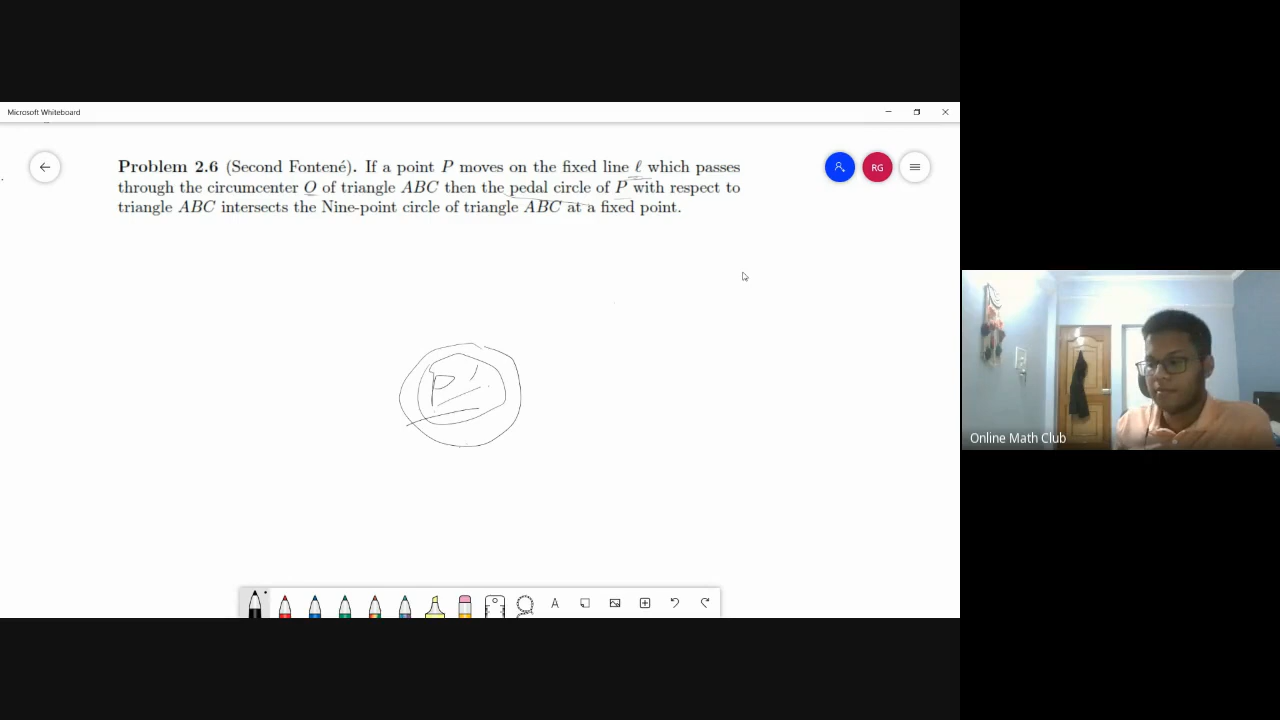 Microsoft Whiteboard
Problem 2.6 (Second Fontené). If a point P moves on the fixed line ℓ which passes
through the circumcenter Q of triangle ABC then the pedal circle of P with respect to
triangle ABC intersects the Nine-point circle of triangle ABC at a fixed point.
RG
P'
A
Online Math Club